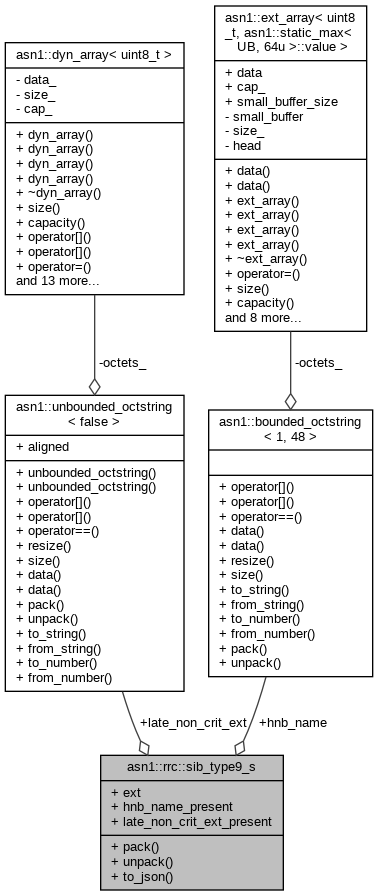 asn1::dyn_array< uint8_t >
- data_
- size_
- cap_
+ dyn_array()
+ dyn_array()
+ dyn_array()
+ dyn_array()
+ ~dyn_array()
+ size()
+ capacity()
+ operator[]()
+ operator[]()
+ operator=()
and 13 more...
asn1::ext_array< uint8
_t, asn1::static_max<
UB, 64u >::value >
+ data
+ cap_
+ small_buffer_size
- small_buffer
- size_
- head
+ data()
+ data()
+ ext_array()
+ ext_array()
+ ext_array()
+ ext_array()
+ ~ext_array()
+ operator=()
+ size()
+ capacity()
and 8 more...
-octets_
-octets_
asn1::unbounded_octstring
< false >
+ aligned
+ unbounded_octstring()
+ unbounded_octstring()
+ operator[]()
+ operator[]()
+ operator==()
+ resize()
+ size()
+ data()
+ data()
+ pack()
+ unpack()
+ to_string()
+ from_string()
+ to_number()
+ from_number()
asn1::bounded_octstring
< 1, 48 >
+ operator[]()
+ operator[]()
+ operator==()
+ data()
+ data()
+ resize()
+ size()
+ to_string()
+ from_string()
+ to_number()
+ from_number()
+ pack()
+ unpack()
+late_non_crit_ext
+hnb_name
asn1::rrc::sib_type9_s
+ ext
+ hnb_name_present
+ late_non_crit_ext_present
+ pack()
+ unpack()
+ to_json()